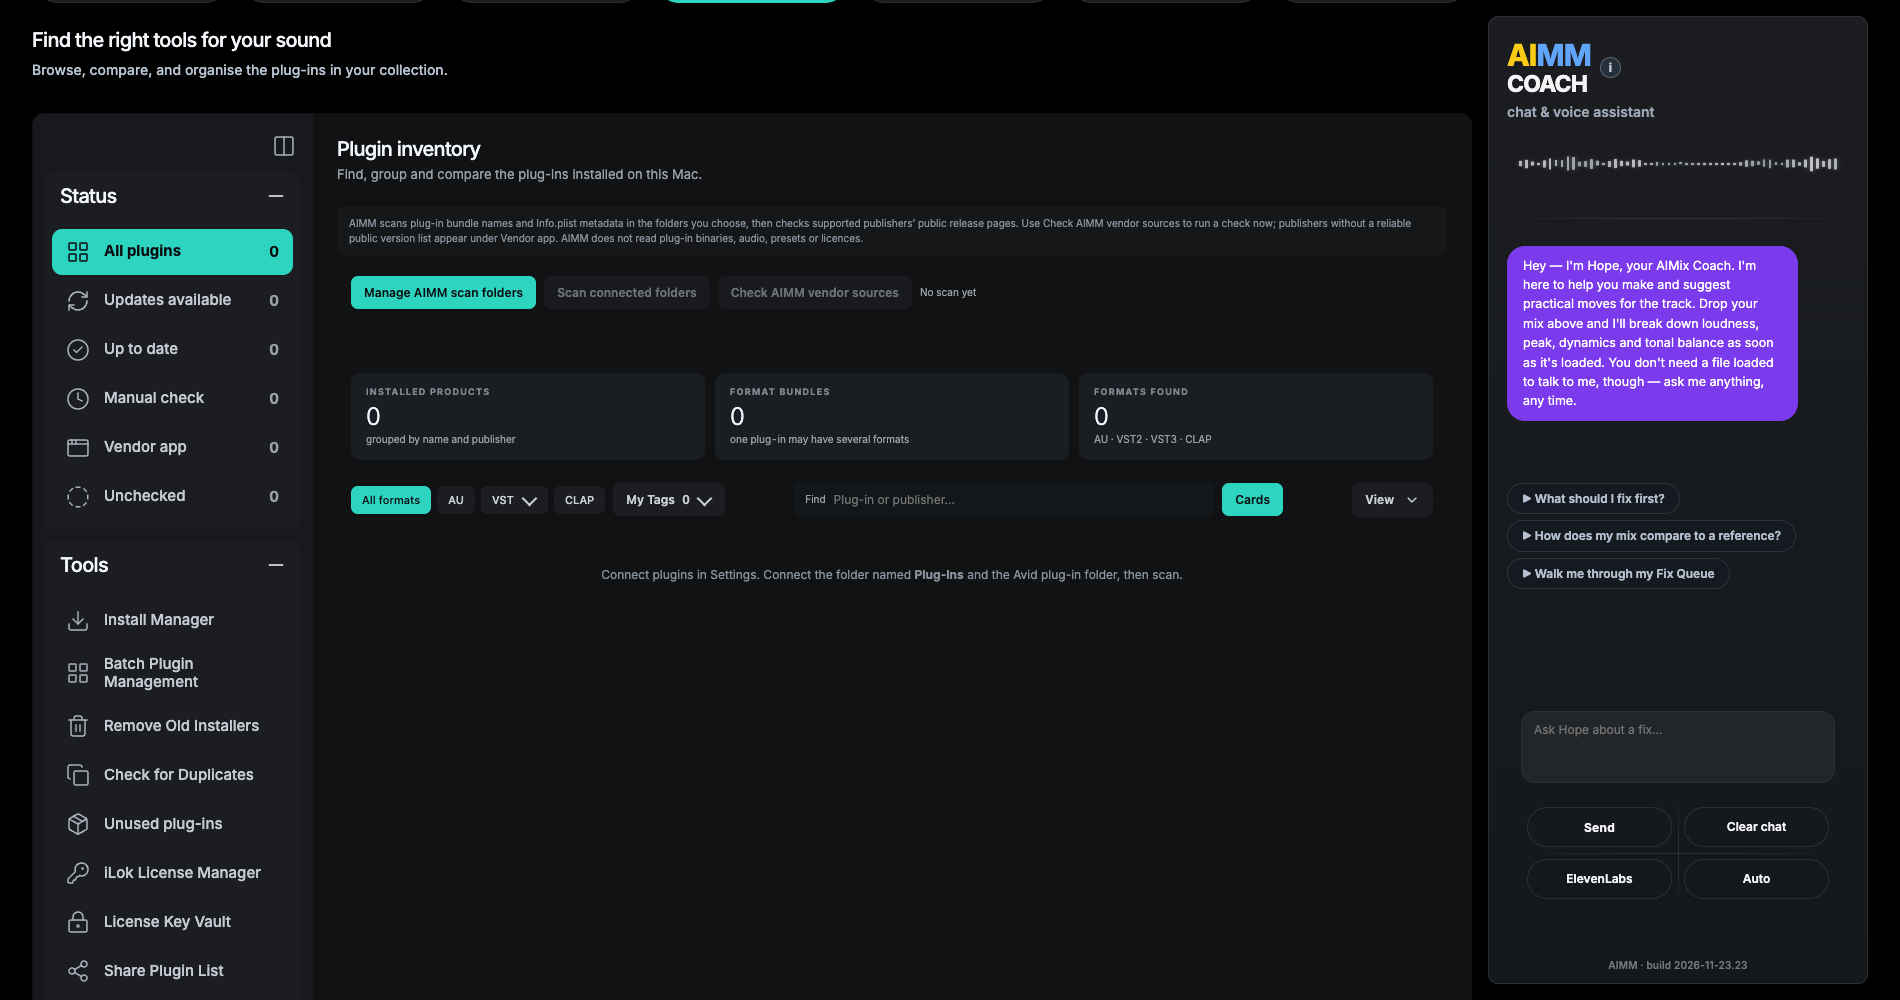 Find the right tools for your sound
Browse, compare, and organise the plug-ins in your collection.
Status
All plugins 0
Updates available 0
Up to date 0
Manual check 0
Vendor app 0
Unchecked 0
Tools
Install Manager
Batch Plugin
Management
Remove Old Installers
Check for Duplicates
Unused plug-ins
iLok License Manager
License Key Vault
Share Plugin List
Plugin inventory
Find, group and compare the plug-ins installed on this Mac.
AIMM scans plug-in bundle names and Info.plist metadata in the folders you choose, then checks supported publishers’ public release pages. Use Check AIMM vendor sources to run a check now; publishers without a reliable
public version list appear under Vendor app. AIMM does not read plug-in binaries, audio, presets or licences.
Manage AIMM scan folders Scan connected folders Check AIMM vendor sources No scan yet
INSTALLED PRODUCTS
0
grouped by name and publisher
FORMAT BUNDLES
0
one plug-in may have several formats
FORMATS FOUND
0
AU · VST2 · VST3 · CLAP
All formats AU VST CLAP My Tags 0 Find Plug-in or publisher... Cards View
Connect plugins in Settings. Connect the folder named Plug-Ins and the Avid plug-in folder, then scan.
AIMM
COACH i
chat & voice assistant
Hey — I'm Hope, your AIMix Coach. I'm
here to help you make and suggest
practical moves for the track. Drop your
mix above and I'll break down loudness,
peak, dynamics and tonal balance as soon
as it's loaded. You don't need a file loaded
to talk to me, though — ask me anything,
any time.
▶ What should I fix first?
▶ How does my mix compare to a reference?
▶ Walk me through my Fix Queue
Ask Hope about a fix...
Send Clear chat
ElevenLabs Auto
AIMM · build 2026-11-23.23